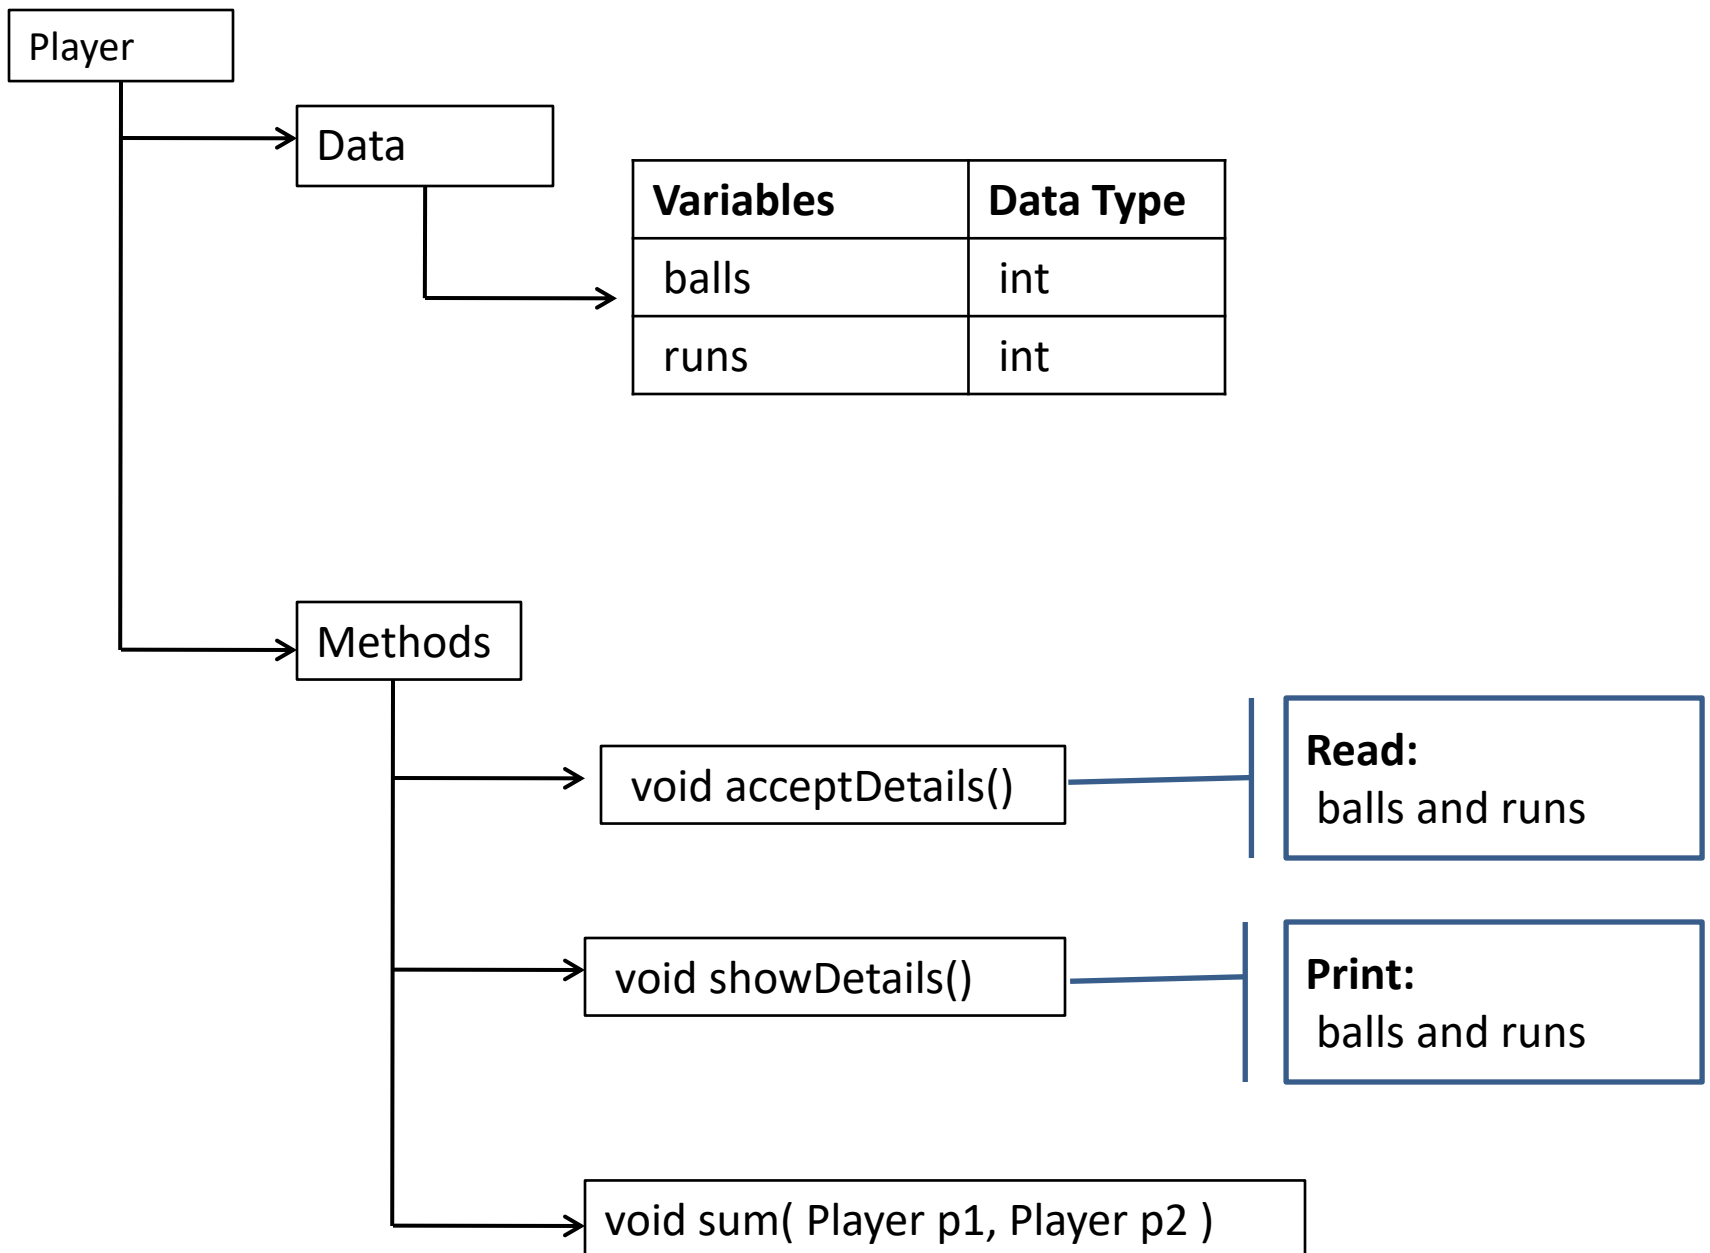 Player
Data
Variables Data Type
balls int
runs int
Methods
void acceptDetails()
Read:
balls and runs
void showDetails()
Print:
balls and runs
void sum( Player p1, Player p2 )